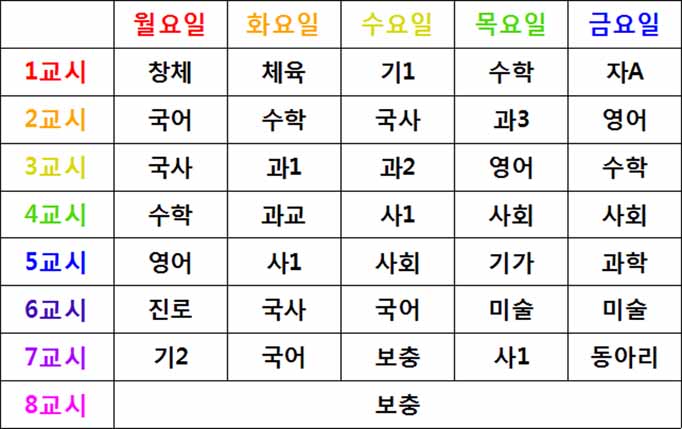 월요일 화요일 수요일 목요일 금요일
1교시 창체 체육 기1 수학 자A
2교시 국어 수학 국사 과3 영어
3교시 국사 과1 과2 영어 수학
4교시 수학 과교 사1 사회 사회
5교시 영어 사1 사회 기가 과학
6교시 진로 국사 국어 미술 미술
7교시 기2 국어 보충 사1 동아리
8교시 보충